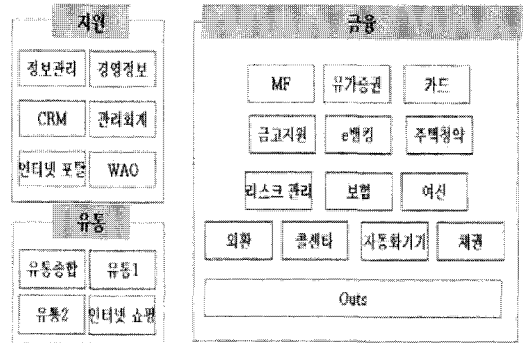 지원
정보관리 경영정보
CRM 관리회계
인터넷 포탈 WAO
유통
유통종합 유통1
유통2 인터넷 쇼핑
금융
MF 유가증권 카드
금고지원 e뱅킹 주택청약
리스크 관리 보험 여신
외환 콜센타 자동화기기 채권
Outs